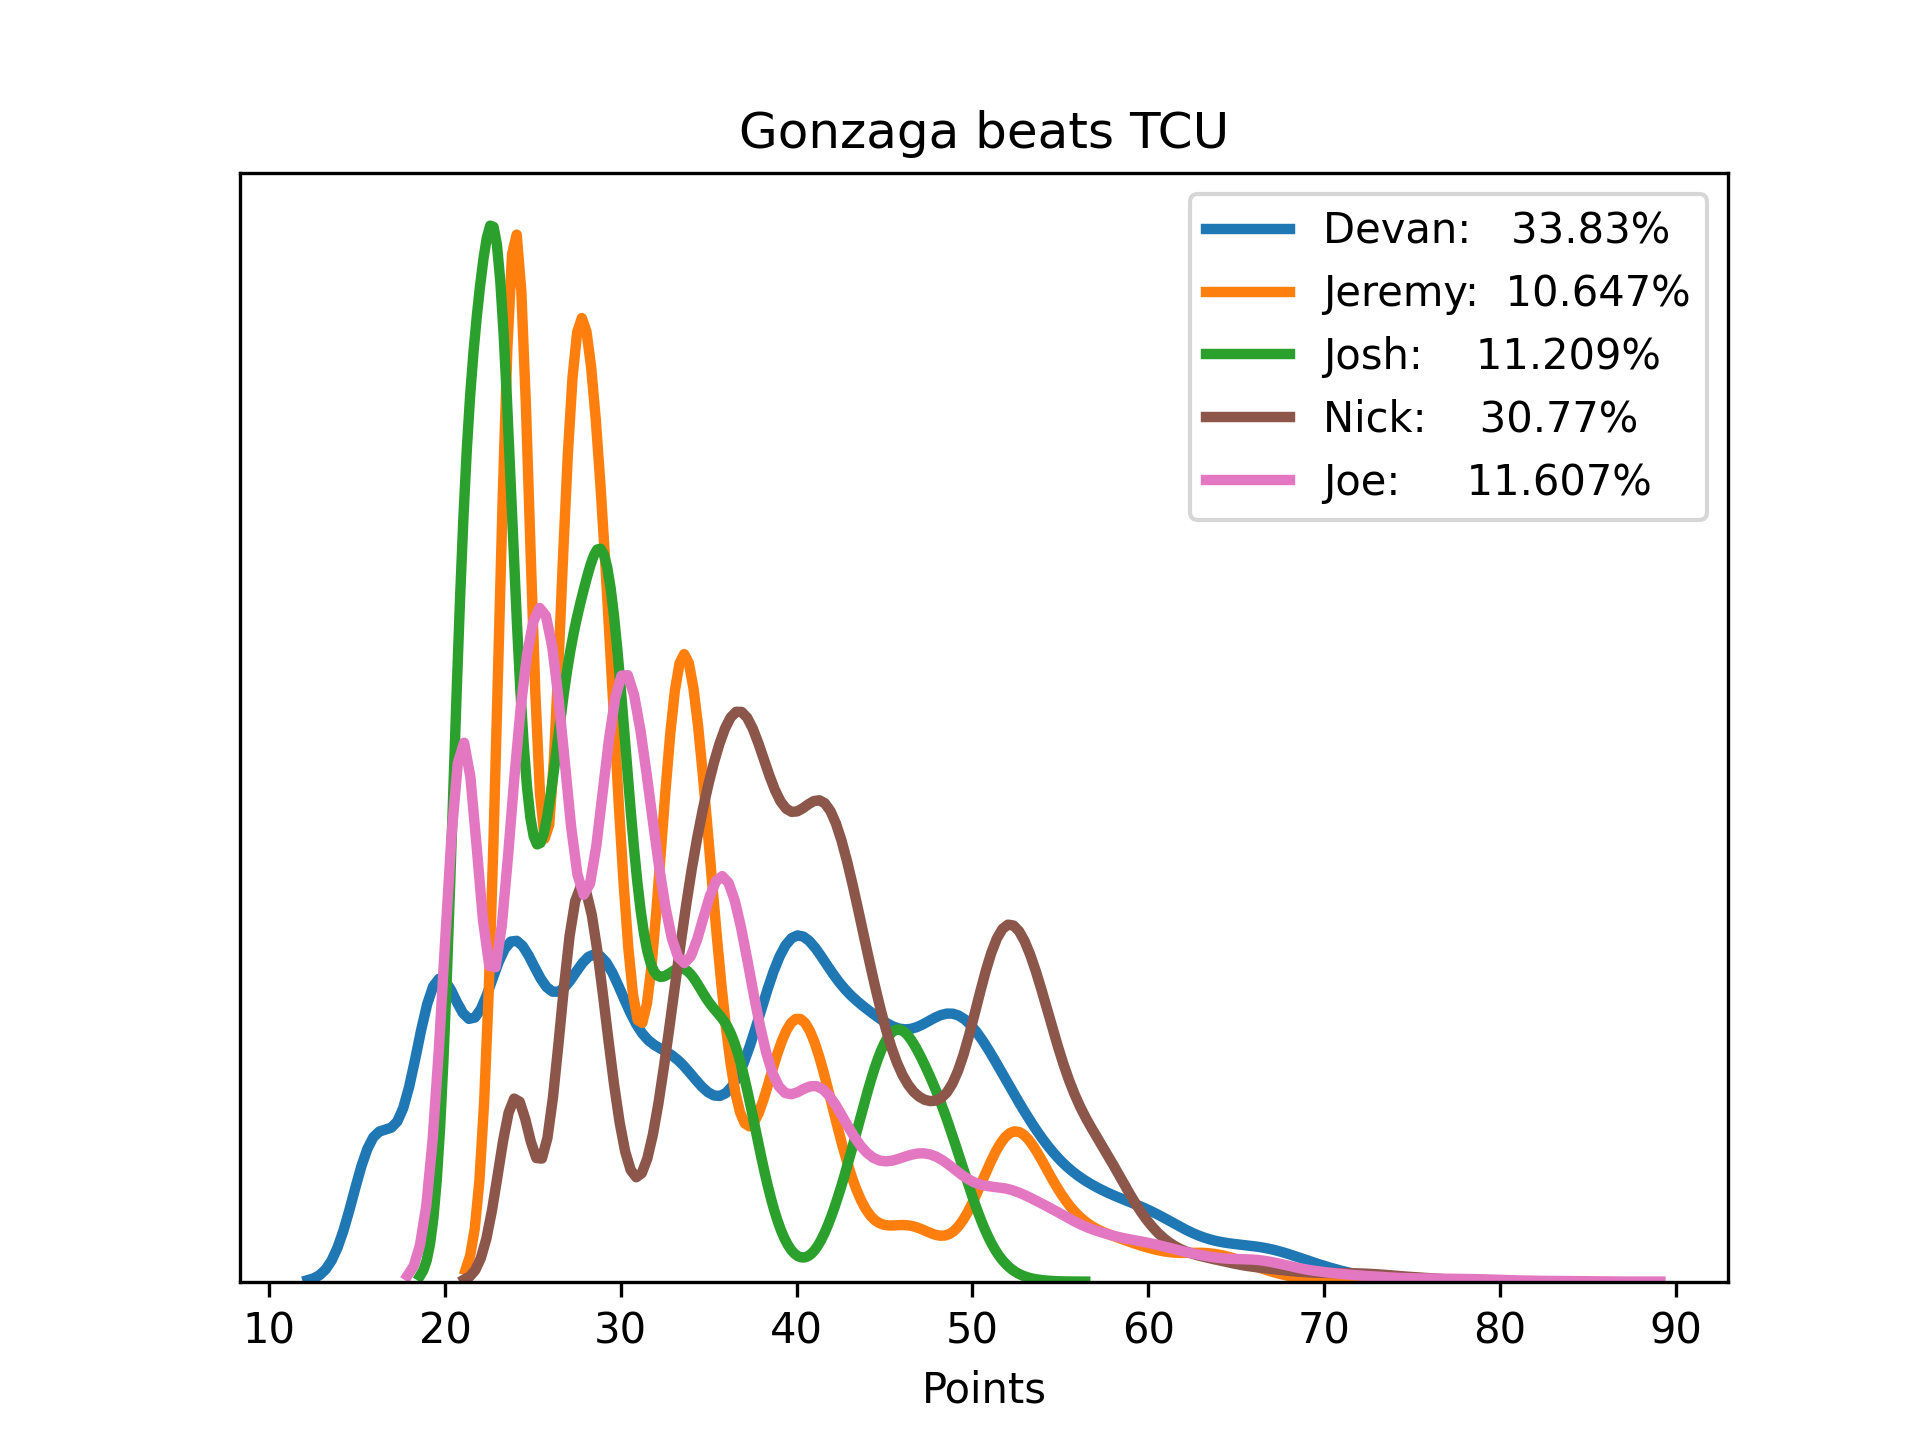 Gonzaga beats TCU
Devan: 33.83%
Jeremy: 10.647%
Josh: 11.209%
Nick: 30.77%
Joe: 11.607%
10 20 30 40 50 60 70 80 90
Points